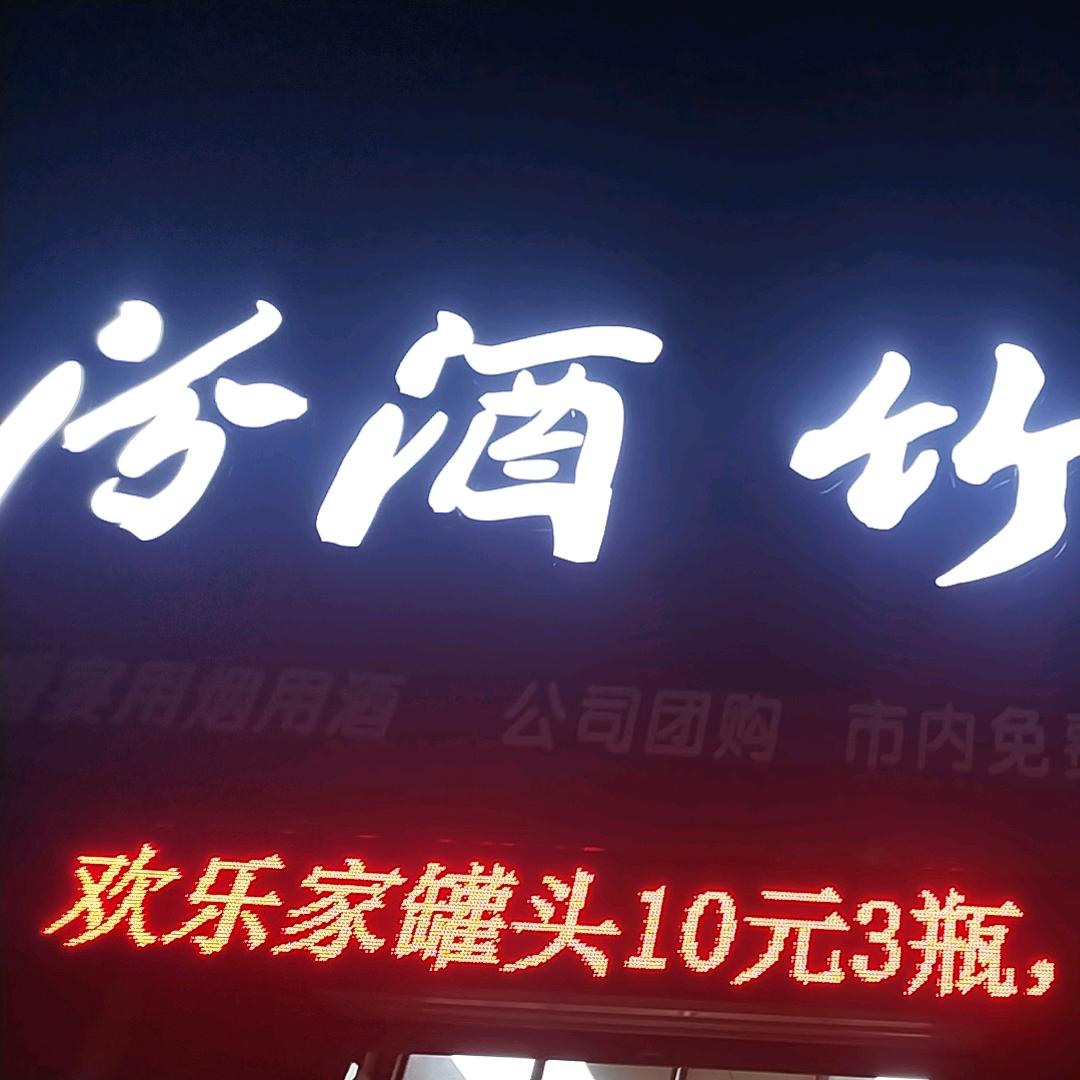 汾酒 竹
宴用烟用酒 公司团购 市内免
欢乐家罐头10元3瓶,